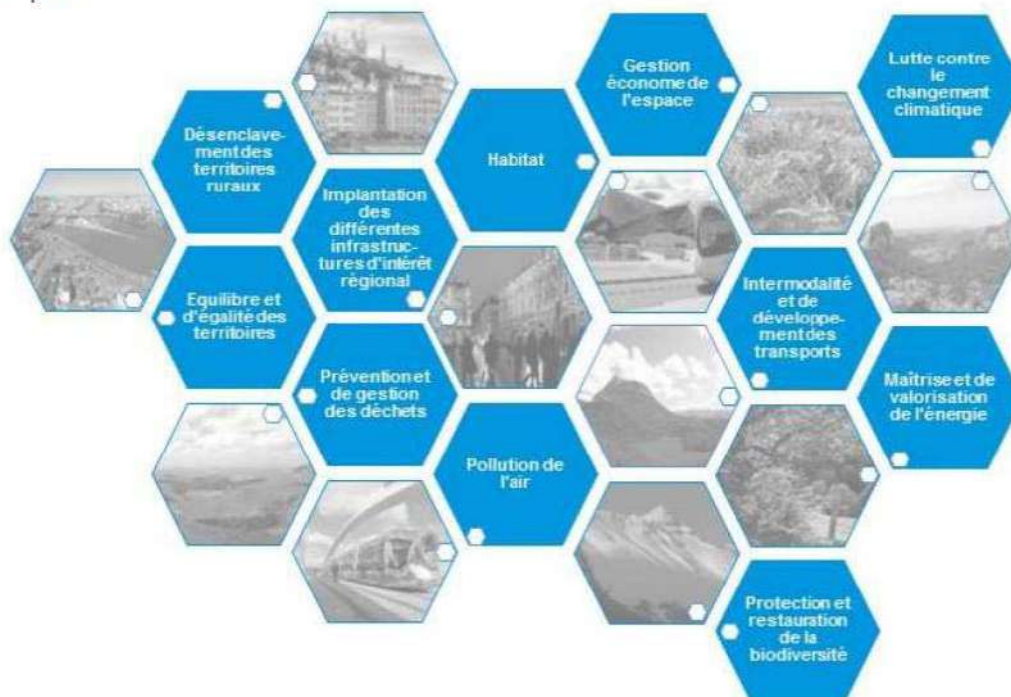 Désenclave-
ment des
territoires
ruraux
Implantation
des
différentes
infrastruc-
tures d'intérêt
régional
Habitat
Gestion
économe de
l'espace
Lutte contre
le
changement
climatique
Equilibre et
d'égalité des
territoires
Prévention et
de gestion
des déchets
Pollution de
l'air
Intermodalité
et de
développe-
ment des
transports
Maîtrise et de
valorisation
de l'énergie
Protection et
restauration
de la
biodiversité